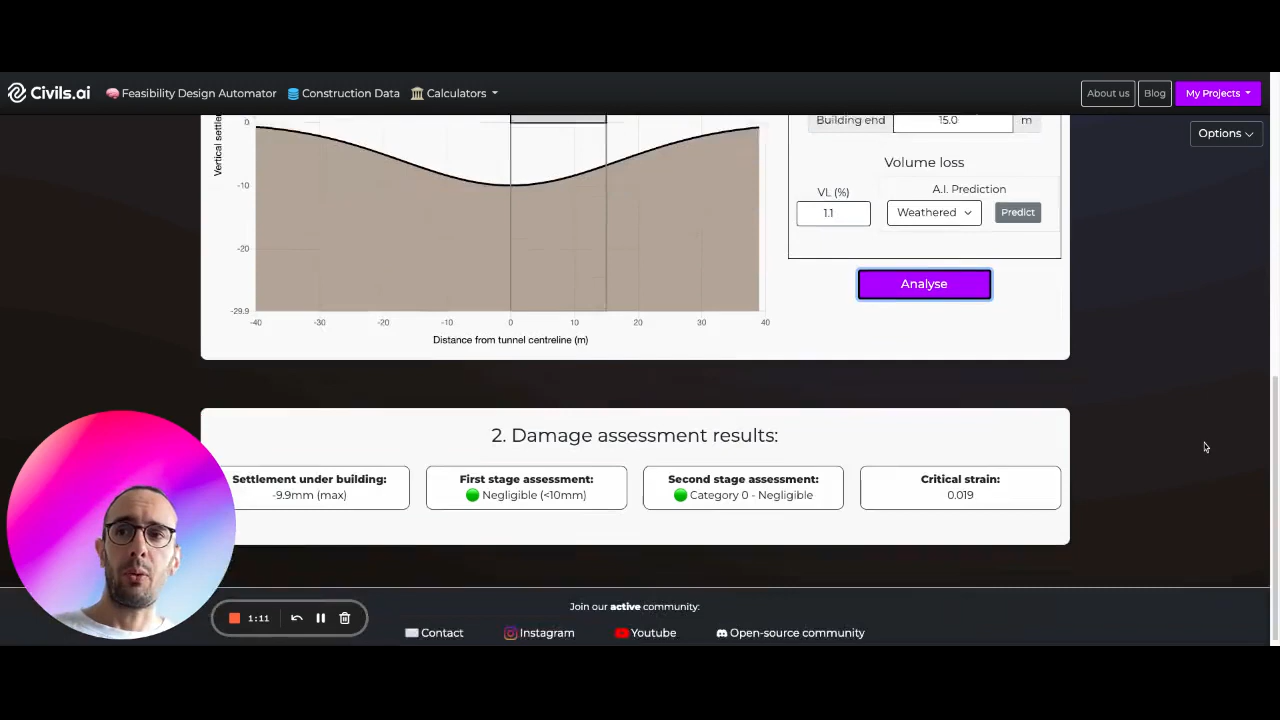 Civils.ai
Feasibility Design Automator
Construction Data
Calculators
About us
Blog
My Projects
Options
Building end
15.0
m
Volume loss
VL (%)
1.1
A.I. Prediction
Weathered
Predict
Analyse
0
-10
-20
-29.9
-40
-30
-20
-10
0
10
20
30
40
Distance from tunnel centreline (m)
2. Damage assessment results:
Settlement under building:
-9.9mm (max)
First stage assessment:
Negligible (<10mm)
Second stage assessment:
Category 0 - Negligible
Critical strain:
0.019
1:11
Join our active community:
Contact
Instagram
Youtube
Open-source community